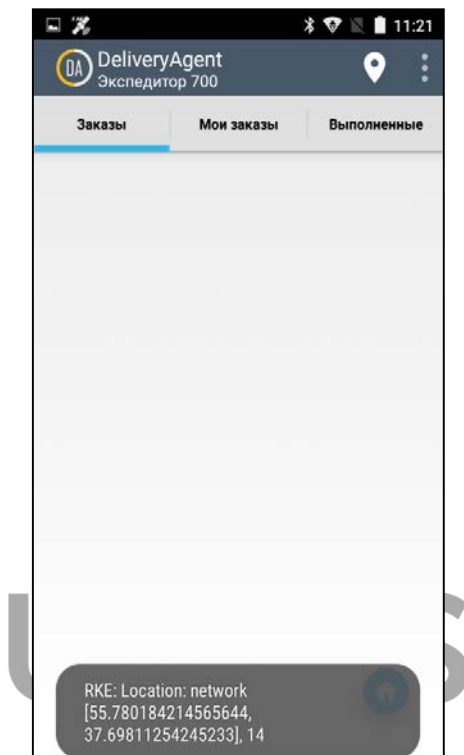 11:21
DA
DeliveryAgent
Экспедитор 700
Заказы Мои заказы Выполненные
RKE: Location: network
[55.780184214565644,
37.69811254245233], 14